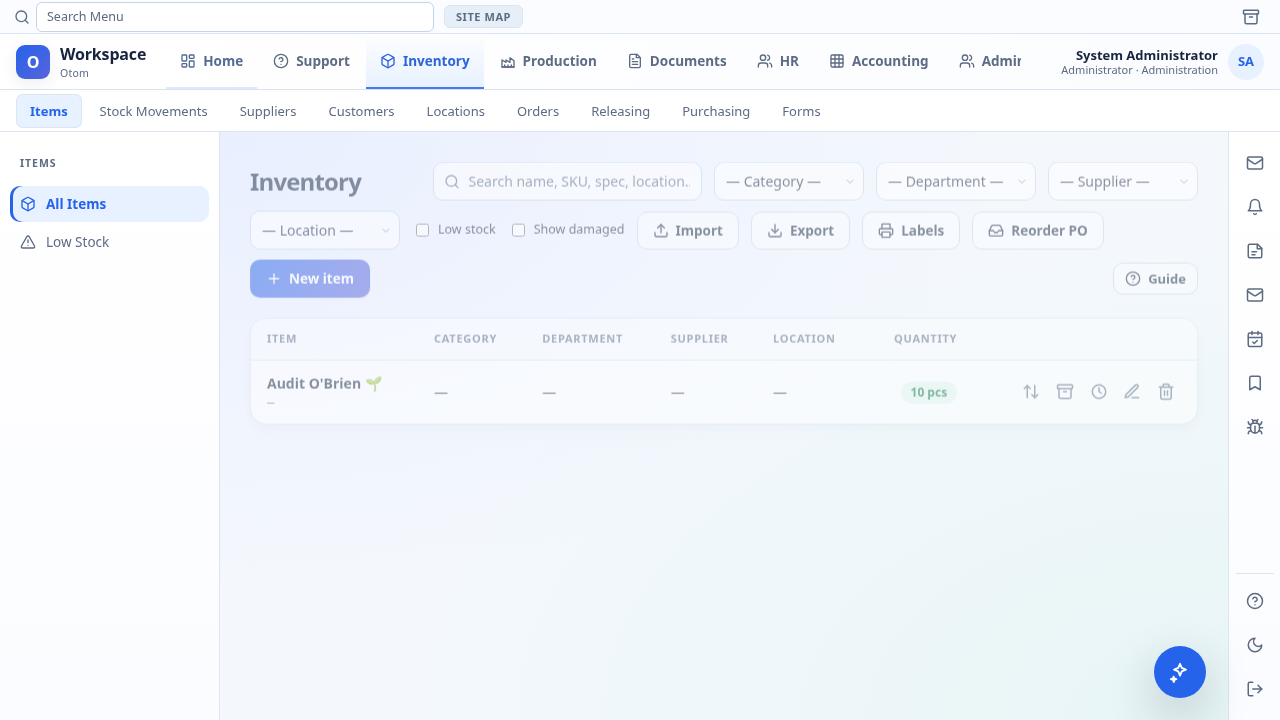 Search Menu
SITE MAP
O
Workspace
Otom
Home
Support
Inventory
Production
Documents
HR
Accounting
Admin
System Administrator
Administrator · Administration
SA
Items
Stock Movements
Suppliers
Customers
Locations
Orders
Releasing
Purchasing
Forms
ITEMS
All Items
Low Stock
Inventory
Search name, SKU, spec, location..
— Category —
— Department —
— Supplier —
— Location —
Low stock
Show damaged
Import
Export
Labels
Reorder PO
New item
Guide
ITEM
CATEGORY
DEPARTMENT
SUPPLIER
LOCATION
QUANTITY
Audit O'Brien 🌱
—
—
—
—
—
10 pcs